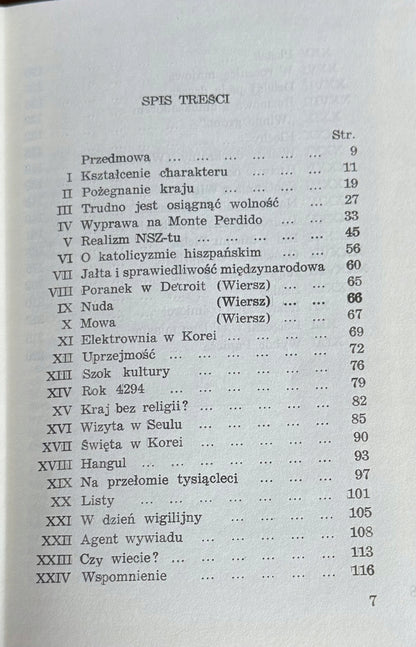 SPIS TREŚCI
Str.
Przedmowa ... ... ... ... ... ... 9
I Kształcenie charakteru ... ... ... 11
II Pożegnanie kraju ... ... ... ... 19
III Trudno jest osiągnąć wolność ... ... 27
IV Wyprawa na Monte Perdido ... ... 33
V Realizm NSZ-tu ... ... ... ... ... 45
VI O katolicyzmie hiszpańskim ... ... 56
VII Jałta i sprawiedliwość międzynarodowa 60
VIII Poranek w Detroit (Wiersz) ... ... 65
IX Nuda (Wiersz) ... ... 66
X Mowa (Wiersz) ... ... 67
XI Elektrownia w Korei ... ... ... ... 69
XII Uprzejmość ... ... ... ... ... ... 72
XIII Szok kultury ... ... ... ... ... 76
XIV Rok 4294 ... ... ... ... ... 79
XV Kraj bez religii? ... ... ... ... ... 82
XVI Wizyta w Seulu ... ... ... ... ... 85
XVII Święta w Korei ... ... ... ... ... 90
XVIII Hangul ... ... ... ... ... ... ... 93
XIX Na przełomie tysiącleci ... ... ... 97
XX Listy ... ... ... ... ... ... ... 101
XXI W dzień wigilijny ... ... ... ... 105
XXII Agent wywiadu ... ... ... ... ... 108
XXIII Czy wiecie? ... ... ... ... ... ... 113
XXIV Wspomnienie ... ... ... ... ... 116
7